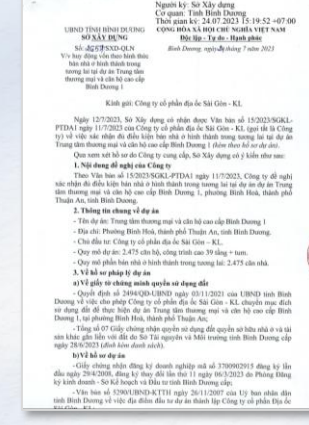 Người ký: Sở Xây dựng
Cơ quan: Tỉnh Bình Dương
Thời gian ký: 24.07.2023 15:19:52 +07:00
UBND TỈNH BÌNH DƯƠNG
SỞ XÂY DỰNG
CỘNG HÒA XÃ HỘI CHỦ NGHĨA VIỆT NAM
Độc lập - Tự do - Hạnh phúc
/SXD-QLN
V/v huy động vốn theo hình thức
bán nhà ở hình thành trong
tương lai tại dự án Trung tâm
thương mại và căn hộ cao cấp
Bình Dương 1
Bình Dương, ngày tháng 7 năm 2023
Kính gửi: Công ty cổ phần địa ốc Sài Gòn - KL.
Ngày 12/7/2023, Sở Xây dựng có nhận được Văn bản số 15/2023/SGKL-
PTDA1 ngày 11/7/2023 của Công ty cổ phần địa ốc Sài Gòn - KL (gọi tắt là Công
ty) về việc xác nhận đủ điều kiện bán nhà ở hình thành trong tương lai tại dự án
Trung tâm thương mại và căn hộ cao cấp Bình Dương 1 (kèm theo hồ sơ dự án).
Qua xem xét hồ sơ do Công ty cung cấp, Sở Xây dựng có ý kiến như sau:
1. Nội dung đề nghị của Công ty
Theo Văn bản số 15/2023/SGKL-PTDA1 ngày 11/7/2023, Công ty đề nghị
xác nhận đủ điều kiện bán nhà ở hình thành trong tương lai tại dự án Trung tâm
thương mại và căn hộ cao cấp Bình Dương 1, phường Bình Hoà, thành phố
Thuận An, tỉnh Bình Dương.
2. Thông tin chung về dự án
- Tên dự án: Trung tâm thương mại và căn hộ cao cấp Bình Dương 1
- Địa chỉ: Phường Bình Hoà, thành phố Thuận An, tỉnh Bình Dương.
- Chủ đầu tư: Công ty cổ phần địa ốc Sài Gòn – KL.
- Quy mô dự án: 2.475 căn hộ, công trình cao 39 tầng + tum.
- Quy mô phần bán nhà ở hình thành trong tương lai: 2.475 căn nhà.
3. Về hồ sơ pháp lý dự án
a) Về giấy tờ chứng minh quyền sử dụng đất
- Quyết định số 2494/QĐ-UBND ngày 03/11/2021 của UBND tỉnh Bình
Dương về việc cho phép Công ty cổ phần địa ốc Sài Gòn - KL chuyển mục đích
sử dụng đất để thực hiện dự án Trung tâm thương mại và căn hộ cao cấp Bình
Dương 1, tại phường Bình Hoà, thành phố Thuận An;
- Tổng số 07 Giấy chứng nhận quyền sử dụng đất quyền sở hữu nhà ở và tài
sản khác gắn liền với đất do Sở Tài nguyên và Môi trường tỉnh Bình Dương cấp
ngày 28/6/2023 (đính kèm danh sách).
b) Về hồ sơ dự án
- Giấy chứng nhận đăng ký doanh nghiệp mã số 3700902915 đăng ký lần
đầu ngày 29/4/2008, đăng ký thay đổi lần thứ 11 ngày 06/3/2023 do Phòng Đăng
ký kinh doanh - Sở Kế hoạch và Đầu tư tỉnh Bình Dương cấp;
- Văn bản số 5290/UBND-KTTH ngày 26/11/2007 của Uỷ ban nhân dân
tỉnh Bình Dương về việc địa điểm đầu tư dự án thành lập Công ty cổ phần Địa ốc
Sài Gòn - KL;